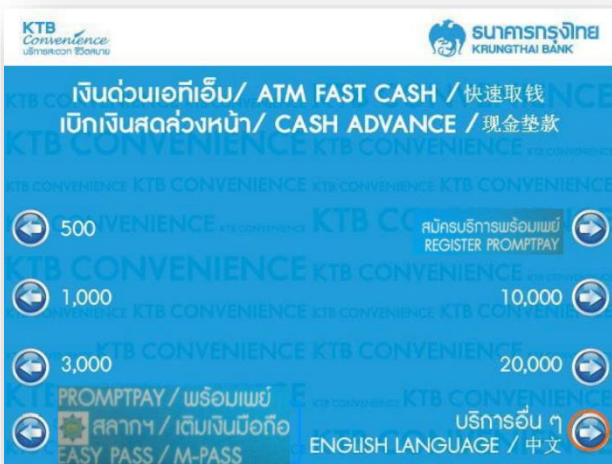 KTB
Convenience
บริการสะดวก ชีวิตสบาย
ธนาคารกรุงไทย
KRUNGTHAI BANK
เงินด่วนเอทีเอ็ม/ ATM FAST CASH /快速取钱
เบิกเงินสดล่วงหน้า/ CASH ADVANCE /现金垫款
500
สมัครบริการพร้อมเพย์
REGISTER PROMPTPAY
1,000
10,000
3,000
20,000
PROMPTPAY / พร้อมเพย์
สลากฯ / เติมเงินมือถือ
EASY PASS / M-PASS
บริการอื่น ๆ
ENGLISH LANGUAGE / 中文